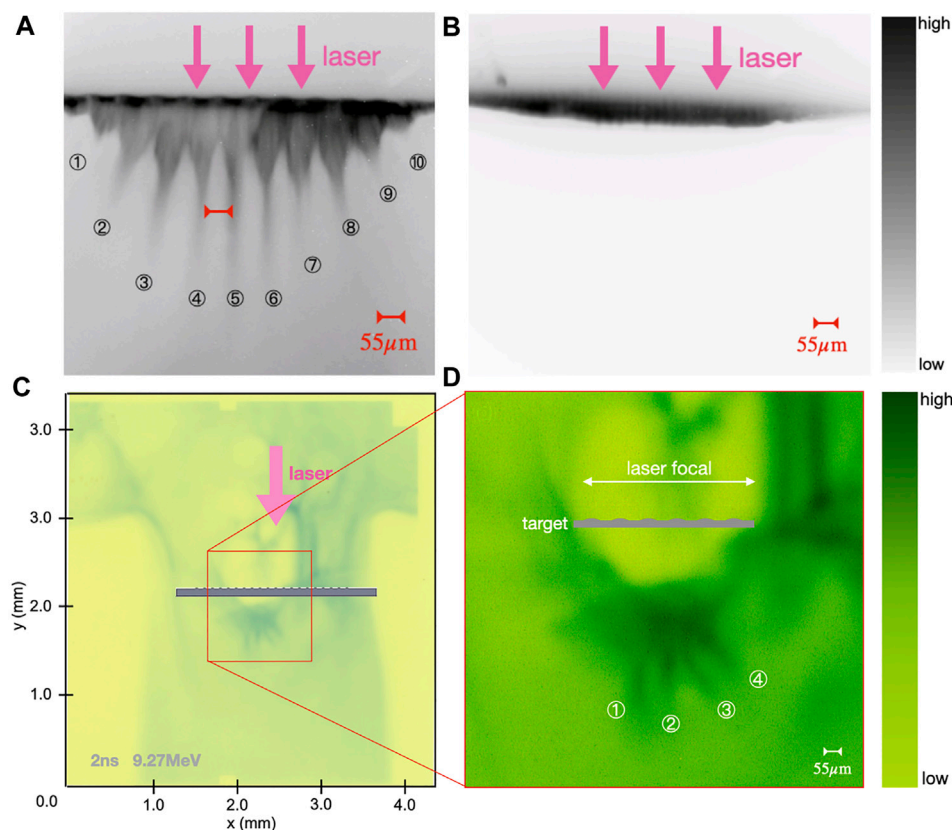 A
laser
①
②
③
④
⑤
⑥
⑦
⑧
⑨
⑩
55μm
B
laser
55μm
high
low
C
3.0
3.0
2.0
1.0
0.0
y (mm)
laser
2ns 9.27MeV
1.0
2.0
3.0
4.0
x (mm)
D
laser focal
target
①
②
③
④
55μm
high
low